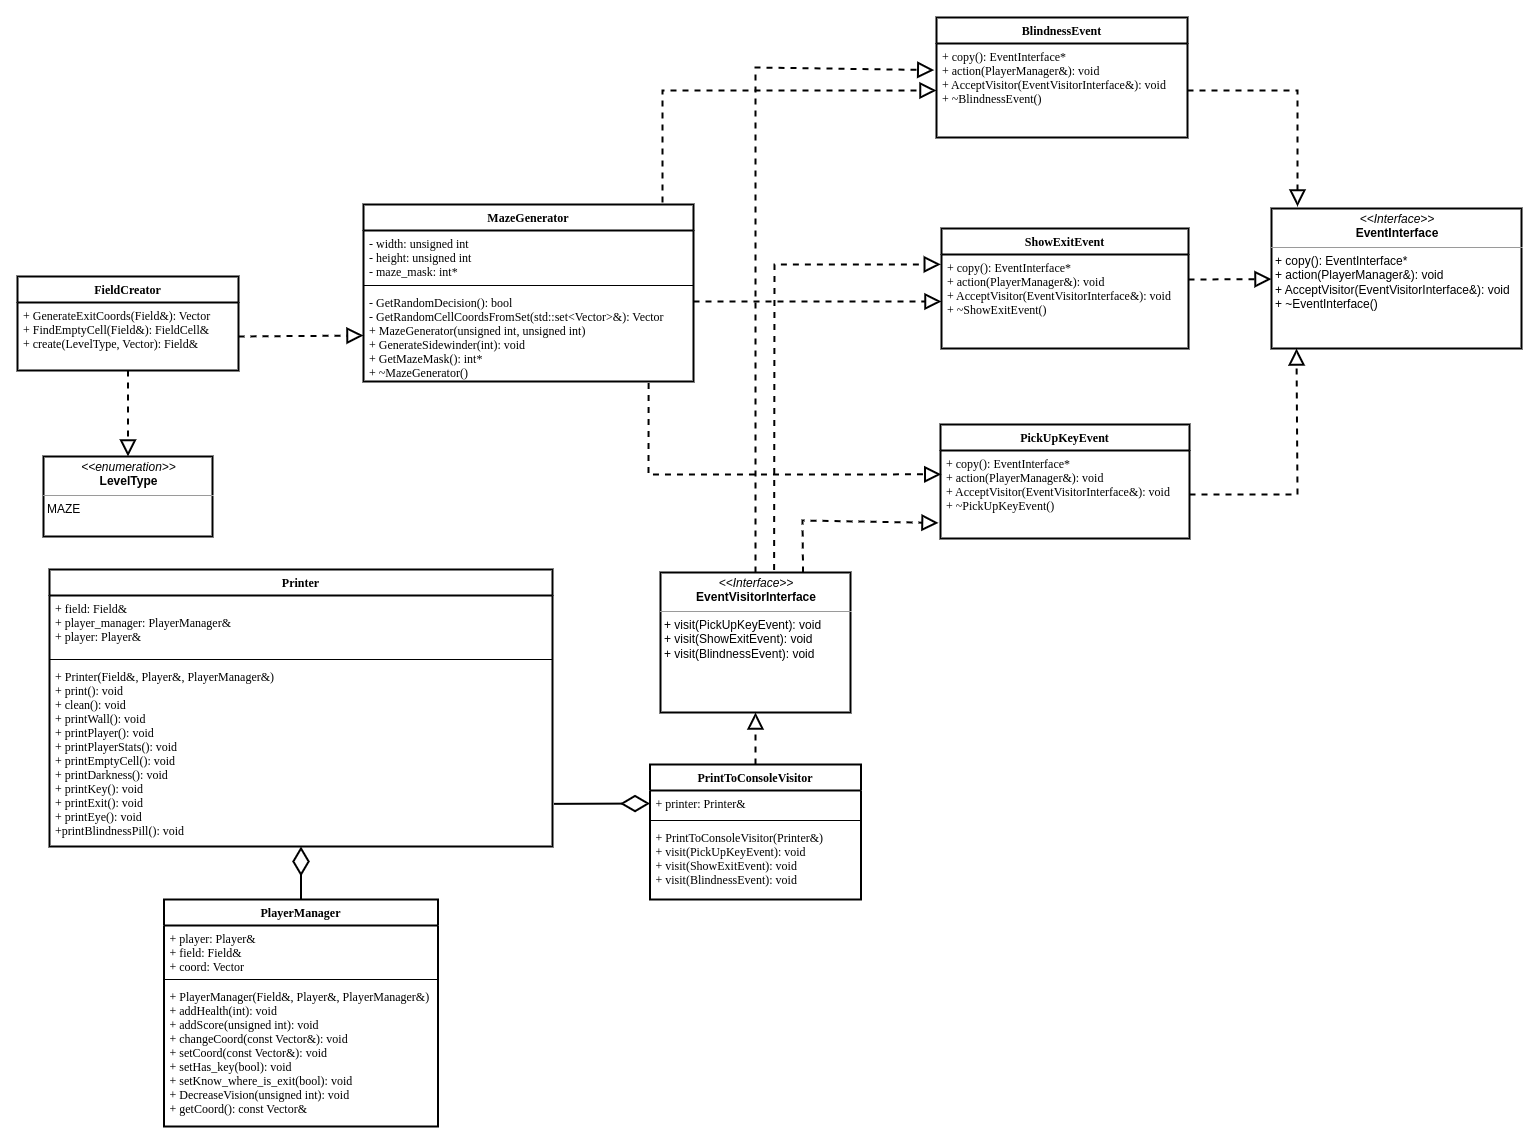 BlindnessEvent
+ copy(): EventInterface*
+ action(PlayerManager&): void
+ AcceptVisitor(EventVisitorInterface&): void
+ ~BlindnessEvent()
MazeGenerator
- width: unsigned int
- height: unsigned int
- maze_mask: int*
- GetRandomDecision(): bool
- GetRandomCellCoordsFromSet(std::set<Vector>&): Vector
+ MazeGenerator(unsigned int, unsigned int)
+ GenerateSidewinder(int): void
+ GetMazeMask(): int*
+ ~MazeGenerator()
<<Interface>>
EventInterface
+ copy(): EventInterface*
+ action(PlayerManager&): void
+ AcceptVisitor(EventVisitorInterface&): void
+ ~EventInterface()
ShowExitEvent
+ copy(): EventInterface*
+ action(PlayerManager&): void
+ AcceptVisitor(EventVisitorInterface&): void
+ ~ShowExitEvent()
FieldCreator
+ GenerateExitCoords(Field&): Vector
+ FindEmptyCell(Field&): FieldCell&
+ create(LevelType, Vector): Field&
PickUpKeyEvent
+ copy(): EventInterface*
+ action(PlayerManager&): void
+ AcceptVisitor(EventVisitorInterface&): void
+ ~PickUpKeyEvent()
<<enumeration>>
LevelType
MAZE
Printer
+ field: Field&
+ player_manager: PlayerManager&
+ player: Player&
+ Printer(Field&, Player&, PlayerManager&)
+ print(): void
+ clean(): void
+ printWall(): void
+ printPlayer(): void
+ printPlayerStats(): void
+ printEmptyCell(): void
+ printDarkness(): void
+ printKey(): void
+ printExit(): void
+ printEye(): void
+printBlindnessPill(): void
<<Interface>>
EventVisitorInterface
+ visit(PickUpKeyEvent): void
+ visit(ShowExitEvent): void
+ visit(BlindnessEvent): void
PrintToConsoleVisitor
+ printer: Printer&
+ PrintToConsoleVisitor(Printer&)
+ visit(PickUpKeyEvent): void
+ visit(ShowExitEvent): void
+ visit(BlindnessEvent): void
PlayerManager
+ player: Player&
+ field: Field&
+ coord: Vector
+ PlayerManager(Field&, Player&, PlayerManager&)
+ addHealth(int): void
+ addScore(unsigned int): void
+ changeCoord(const Vector&): void
+ setCoord(const Vector&): void
+ setHas_key(bool): void
+ setKnow_where_is_exit(bool): void
+ DecreaseVision(unsigned int): void
+ getCoord(): const Vector&